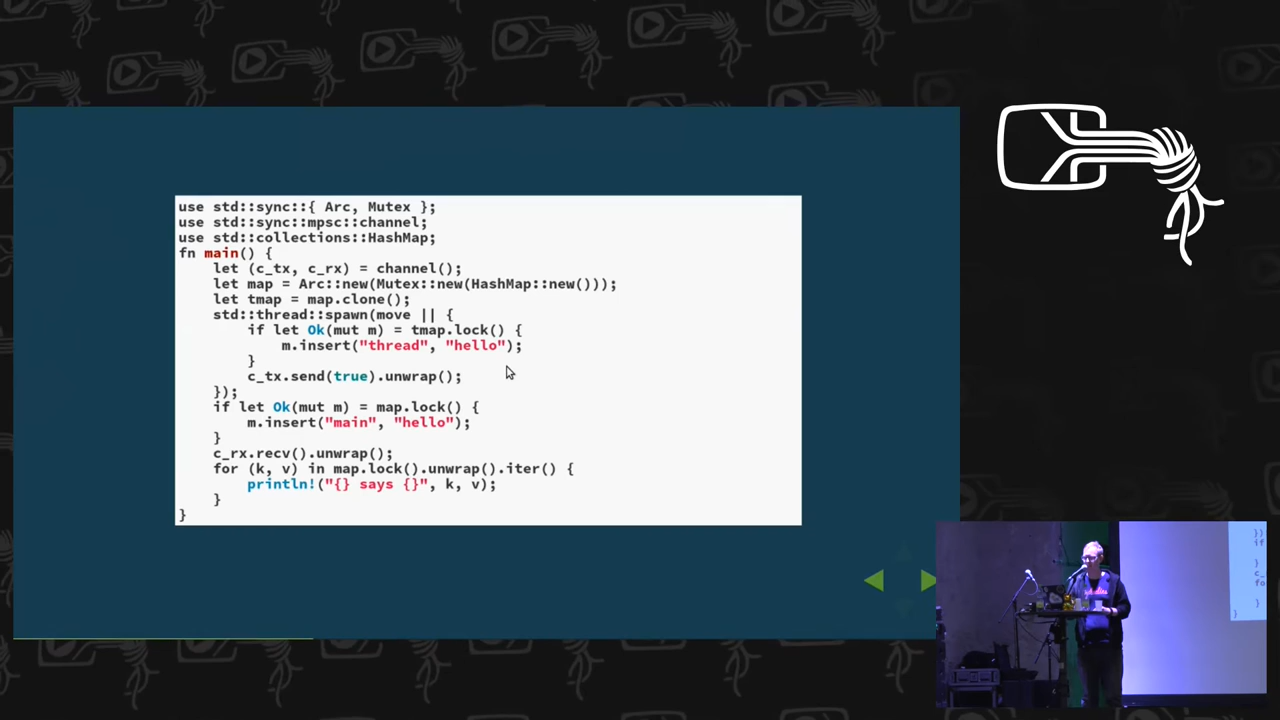 use std::sync::{ Arc, Mutex };
use std::sync::mpsc::channel;
use std::collections::HashMap;
fn main() {
    let (c_tx, c_rx) = channel();
    let map = Arc::new(Mutex::new(HashMap::new()));
    let tmap = map.clone();
    std::thread::spawn(move || {
        if let Ok(mut m) = tmap.lock() {
            m.insert("thread", "hello");
        }
        c_tx.send(true).unwrap();
    });
    if let Ok(mut m) = map.lock() {
        m.insert("main", "hello");
    }
    c_rx.recv().unwrap();
    for (k, v) in map.lock().unwrap().iter() {
        println!("{} says {}", k, v);
    }
}
})
if
}
c_
fo
}
}